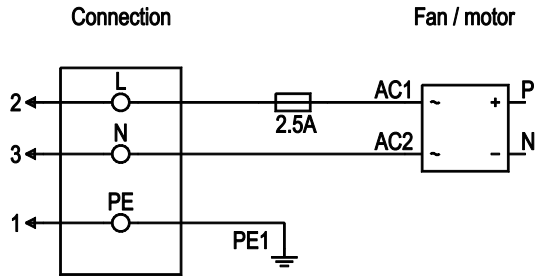 Connection Fan / motor
L
2 AC1 ~ + P
2.5A
N
3 AC2 ~ - N
PE
1
PE1